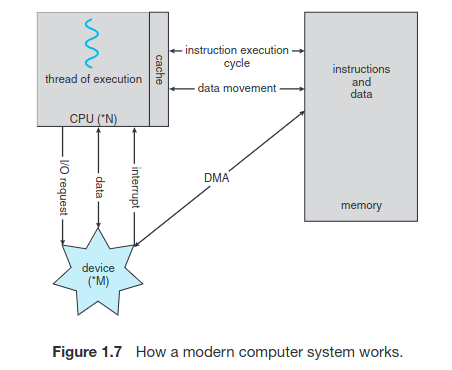 thread of execution
cache
CPU (*N)
instruction execution
cycle
data movement
instructions
and
data
memory
I/O request
data
interrupt
DMA
device
(*M)
Figure 1.7 How a modern computer system works.